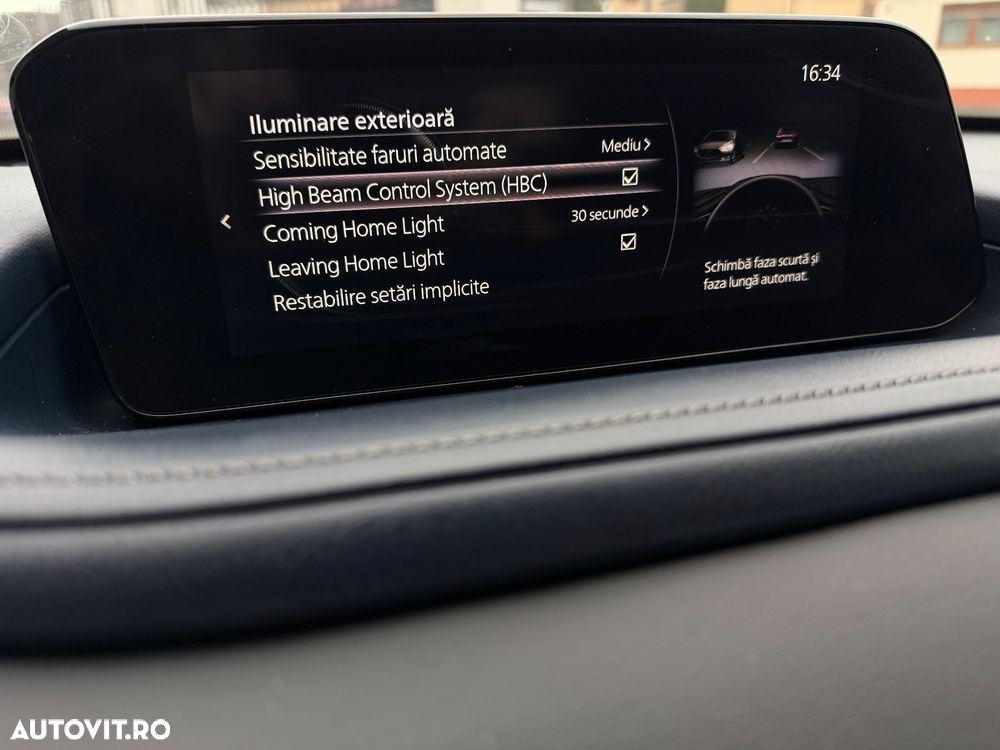 16:34
Iluminare exterioară
Sensibilitate faruri automate Mediu >
High Beam Control System (HBC) ☑
Coming Home Light 30 secunde >
Leaving Home Light ☑
Restabilire setări implicite
Schimbă faza scurtă și
faza lungă automat.
AUTOVIT.RO